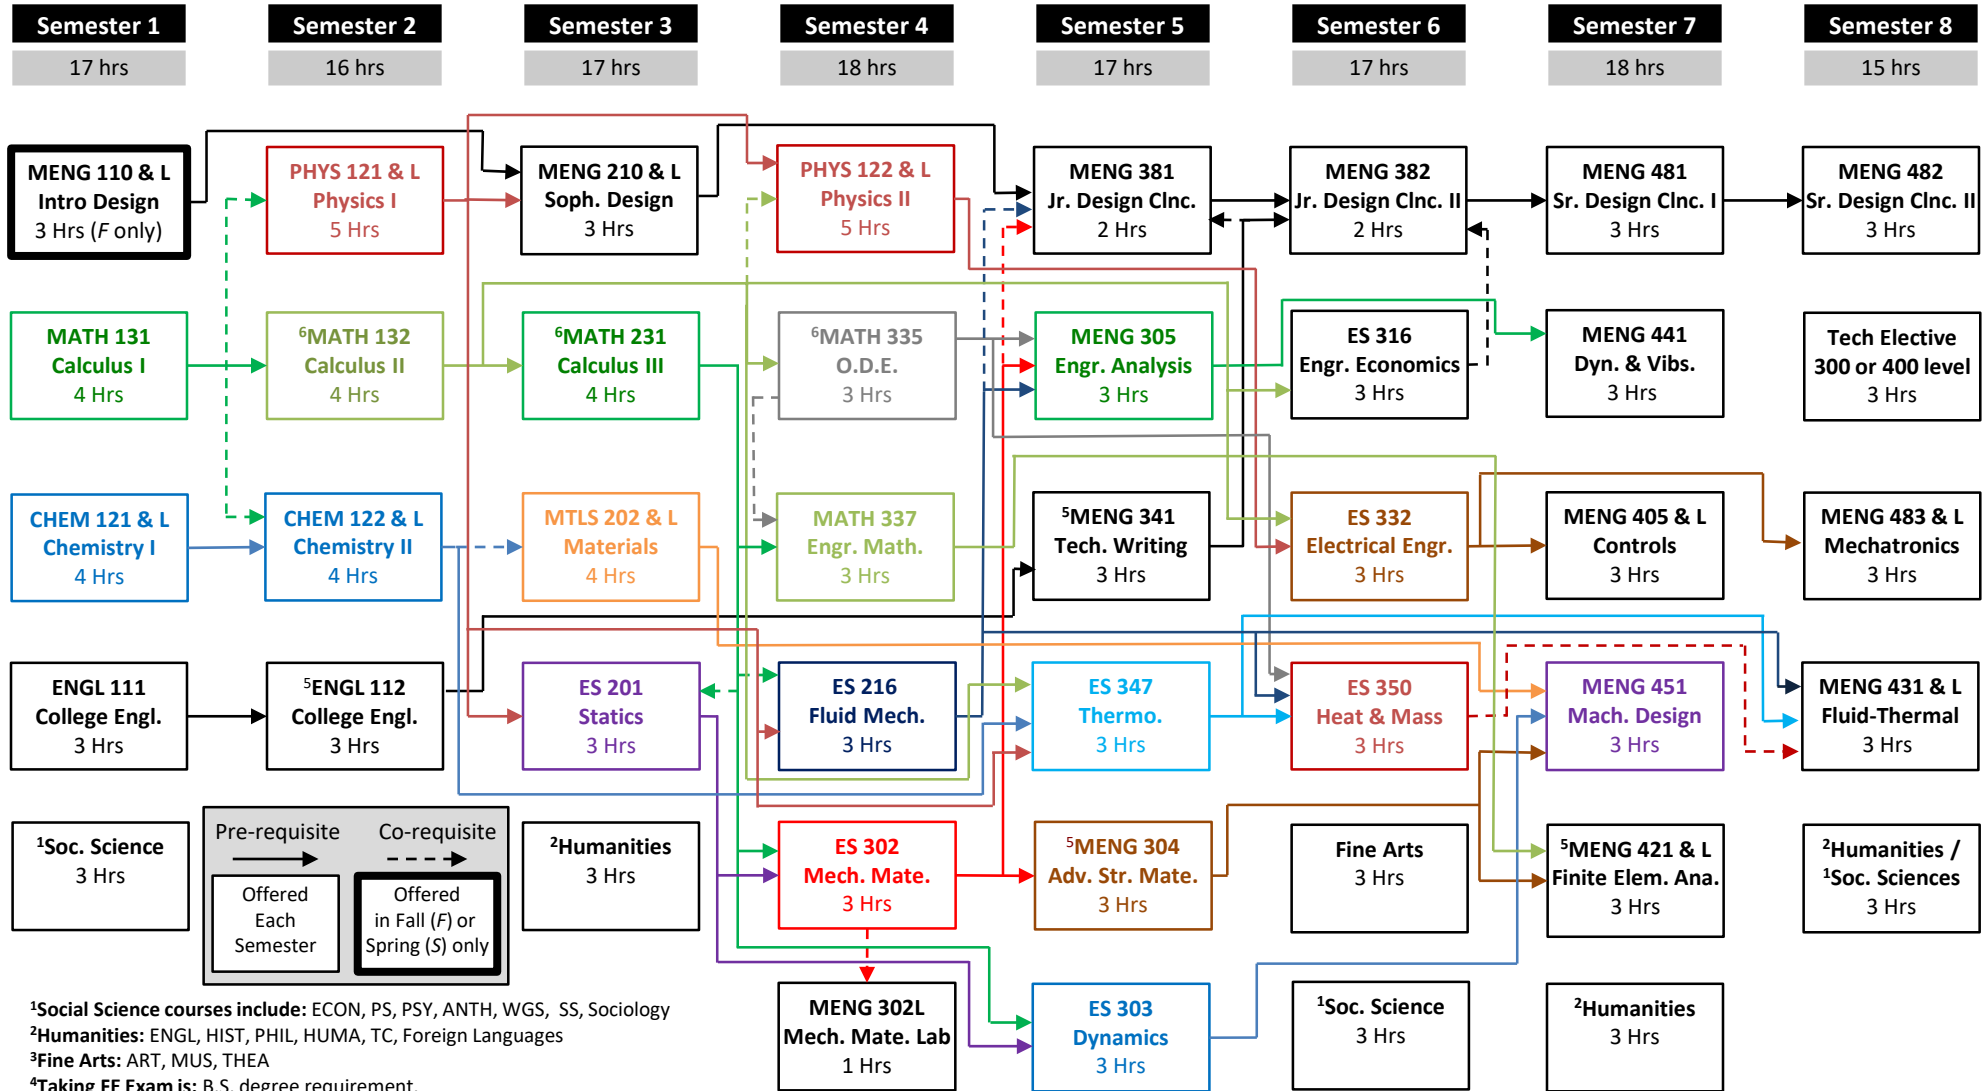 Semester 1
Semester 2
Semester 3
Semester 4
Semester 5
Semester 6
Semester 7
Semester 8
17 hrs
16 hrs
17 hrs
18 hrs
17 hrs
17 hrs
18 hrs
15 hrs
MENG 110 & L
Intro Design
3 Hrs (F only)
PHYS 121 & L
Physics I
5 Hrs
MENG 210 & L
Soph. Design
3 Hrs
PHYS 122 & L
Physics II
5 Hrs
MENG 381
Jr. Design Clnc.
2 Hrs
MENG 382
Jr. Design Clnc. II
2 Hrs
MENG 481
Sr. Design Clnc. I
3 Hrs
MENG 482
Sr. Design Clnc. II
3 Hrs
MATH 131
Calculus I
4 Hrs
⁶MATH 132
Calculus II
4 Hrs
⁶MATH 231
Calculus III
4 Hrs
⁶MATH 335
O.D.E.
3 Hrs
MENG 305
Engr. Analysis
3 Hrs
ES 316
Engr. Economics
3 Hrs
MENG 441
Dyn. & Vibs.
3 Hrs
Tech Elective
300 or 400 level
3 Hrs
CHEM 121 & L
Chemistry I
4 Hrs
CHEM 122 & L
Chemistry II
4 Hrs
MTLS 202 & L
Materials
4 Hrs
MATH 337
Engr. Math.
3 Hrs
⁵MENG 341
Tech. Writing
3 Hrs
ES 332
Electrical Engr.
3 Hrs
MENG 405 & L
Controls
3 Hrs
MENG 483 & L
Mechatronics
3 Hrs
ENGL 111
College Engl.
3 Hrs
⁵ENGL 112
College Engl.
3 Hrs
ES 201
Statics
3 Hrs
ES 216
Fluid Mech.
3 Hrs
ES 347
Thermo.
3 Hrs
ES 350
Heat & Mass
3 Hrs
MENG 451
Mach. Design
3 Hrs
MENG 431 & L
Fluid-Thermal
3 Hrs
¹Soc. Science
3 Hrs
Pre-requisite
Co-requisite
Offered
Each
Semester
Offered
in Fall (F) or
Spring (S) only
²Humanities
3 Hrs
ES 302
Mech. Mate.
3 Hrs
⁵MENG 304
Adv. Str. Mate.
3 Hrs
Fine Arts
3 Hrs
⁵MENG 421 & L
Finite Elem. Ana.
3 Hrs
²Humanities /
¹Soc. Sciences
3 Hrs
MENG 302L
Mech. Mate. Lab
1 Hrs
ES 303
Dynamics
3 Hrs
¹Soc. Science
3 Hrs
²Humanities
3 Hrs
¹Social Science courses include: ECON, PS, PSY, ANTH, WGS, SS, Sociology
²Humanities: ENGL, HIST, PHIL, HUMA, TC, Foreign Languages
³Fine Arts: ART, MUS, THEA
⁴Taking FE Exam is: B.S. degree requirement.